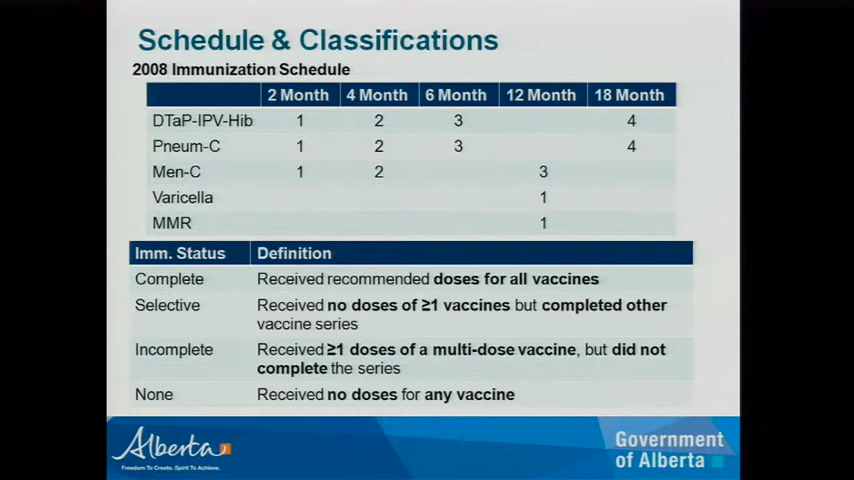 Schedule & Classifications
2008 Immunization Schedule
2 Month 4 Month 6 Month 12 Month 18 Month
DTaP-IPV-Hib 1 2 3 4
Pneum-C 1 2 3 4
Men-C 1 2 3
Varicella 1
MMR 1
Imm. Status Definition
Complete Received recommended doses for all vaccines
Selective Received no doses of ≥1 vaccines but completed other
vaccine series
Incomplete Received ≥1 doses of a multi-dose vaccine, but did not
complete the series
None Received no doses for any vaccine
Alberta
Freedom To Create. Spirit To Achieve.
Government
of Alberta